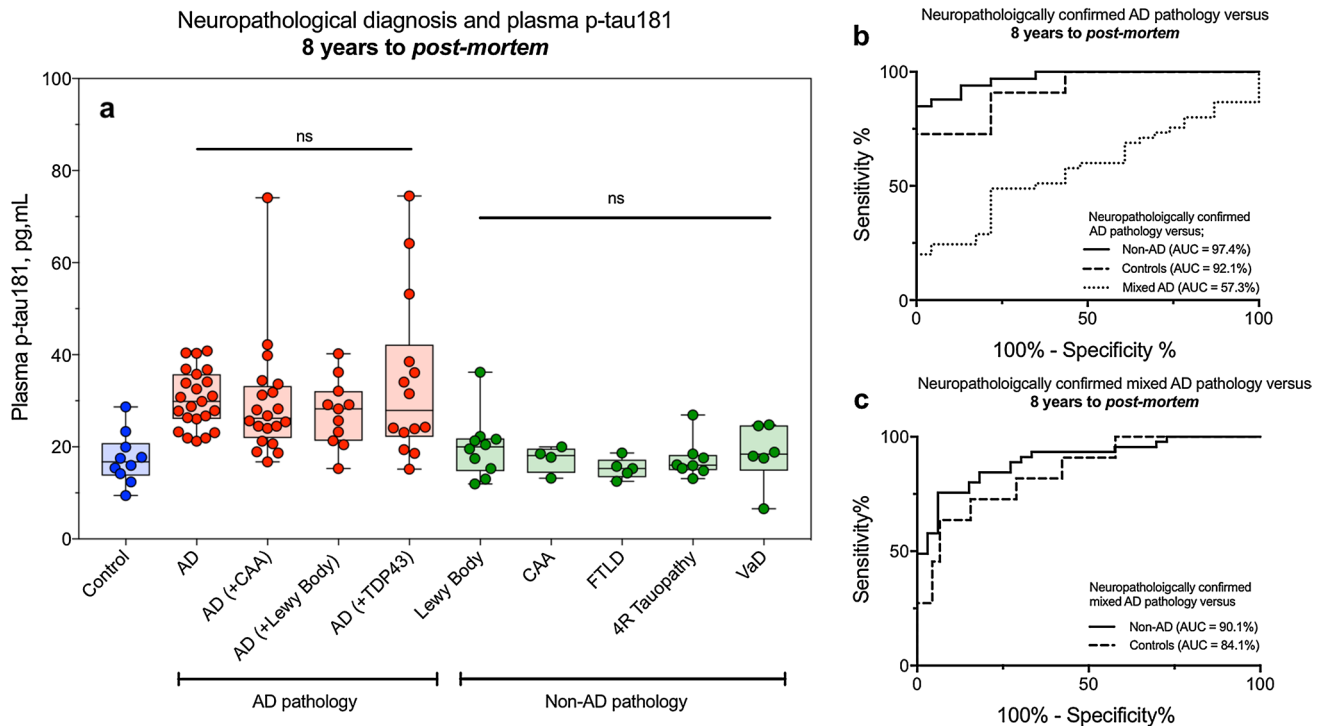 Neuropathological diagnosis and plasma p-tau181
8 years to post-mortem
a
Plasma p-tau181, pg,mL
100
80
60
40
20
0
ns
ns
Control
AD
AD (+CAA)
AD (+Lewy Body)
AD (+TDP43)
Lewy Body
CAA
FTLD
4R Tauopathy
VaD
AD pathology
Non-AD pathology
b
Neuropatholoigcally confirmed AD pathology versus
8 years to post-mortem
Sensitivity %
100
50
0
0
50
100
100% - Specificity %
Neuropatholoigcally confirmed
AD pathology versus;
Non-AD (AUC = 97.4%)
Controls (AUC = 92.1%)
Mixed AD (AUC = 57.3%)
c
Neuropatholoigcally confirmed mixed AD pathology versus
8 years to post-mortem
Sensitivity%
100
50
0
0
50
100
100% - Specificity%
Neuropatholoigcally confirmed
mixed AD pathology versus
Non-AD (AUC = 90.1%)
Controls (AUC = 84.1%)